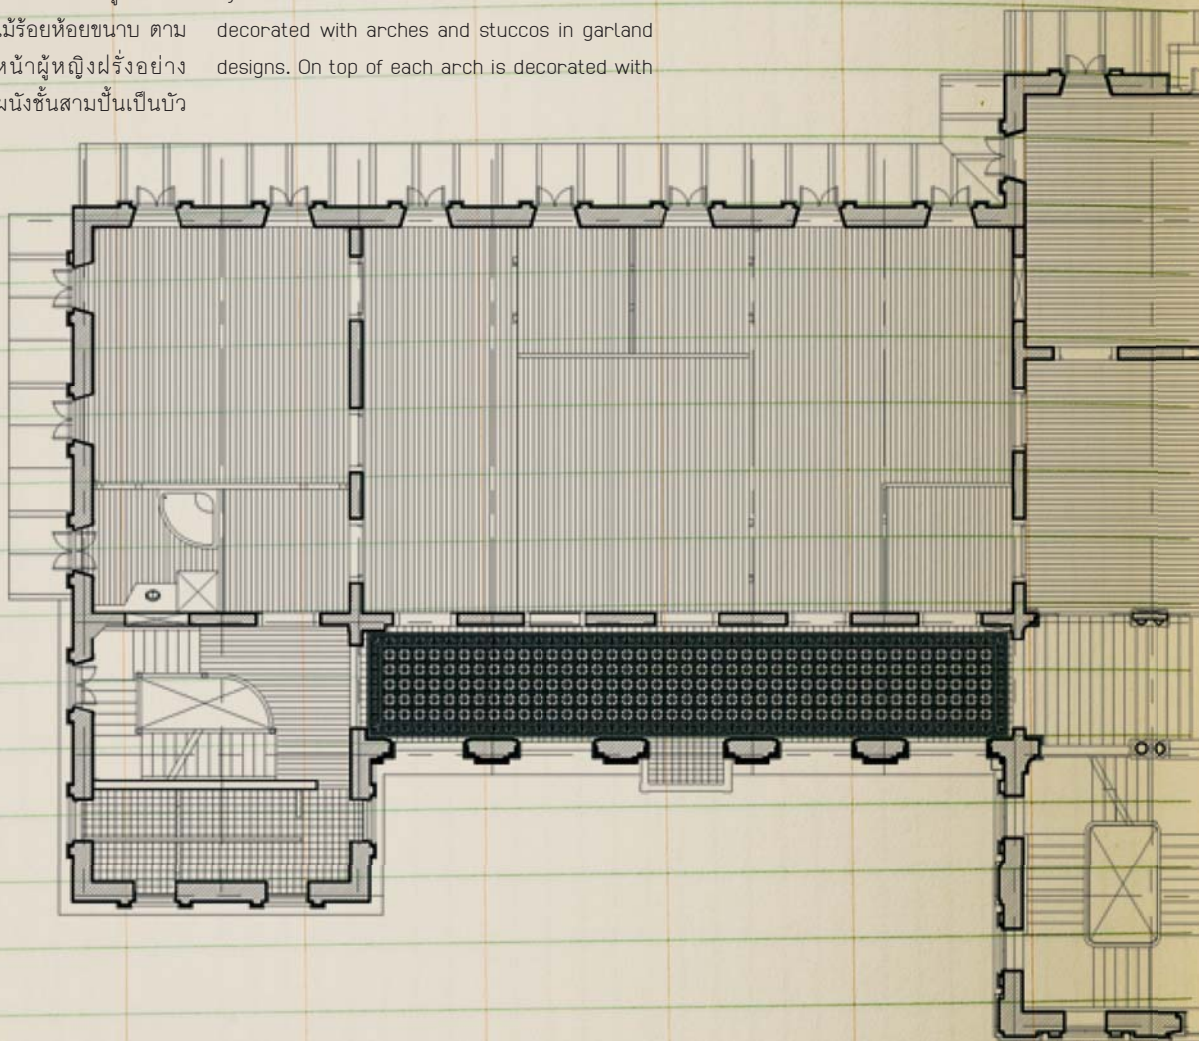 ไม้ร้อยห้อยขนาบ ตาม
หน้าผู้หญิงฝรั่งอย่าง
ผนังชั้นสามปั้นเป็นบัว
decorated with arches and stuccos in garland
designs. On top of each arch is decorated with